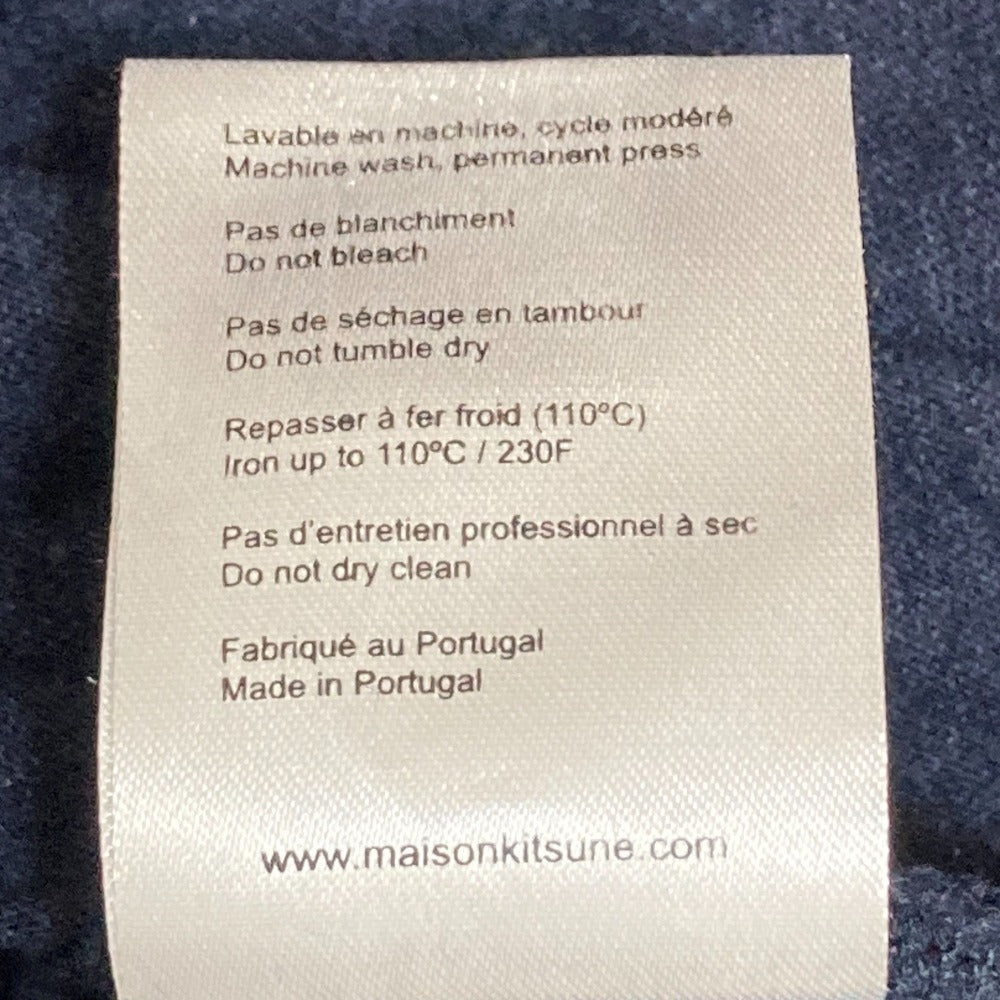 Lavable en machine, cycle modéré
Machine wash, permanent press
Pas de blanchiment
Do not bleach
Pas de séchage en tambour
Do not tumble dry
Repasser à fer froid (110ºC)
Iron up to 110ºC / 230F
Pas d'entretien professionnel à sec
Do not dry clean
Fabriqué au Portugal
Made in Portugal
www.maisonkitsune.com